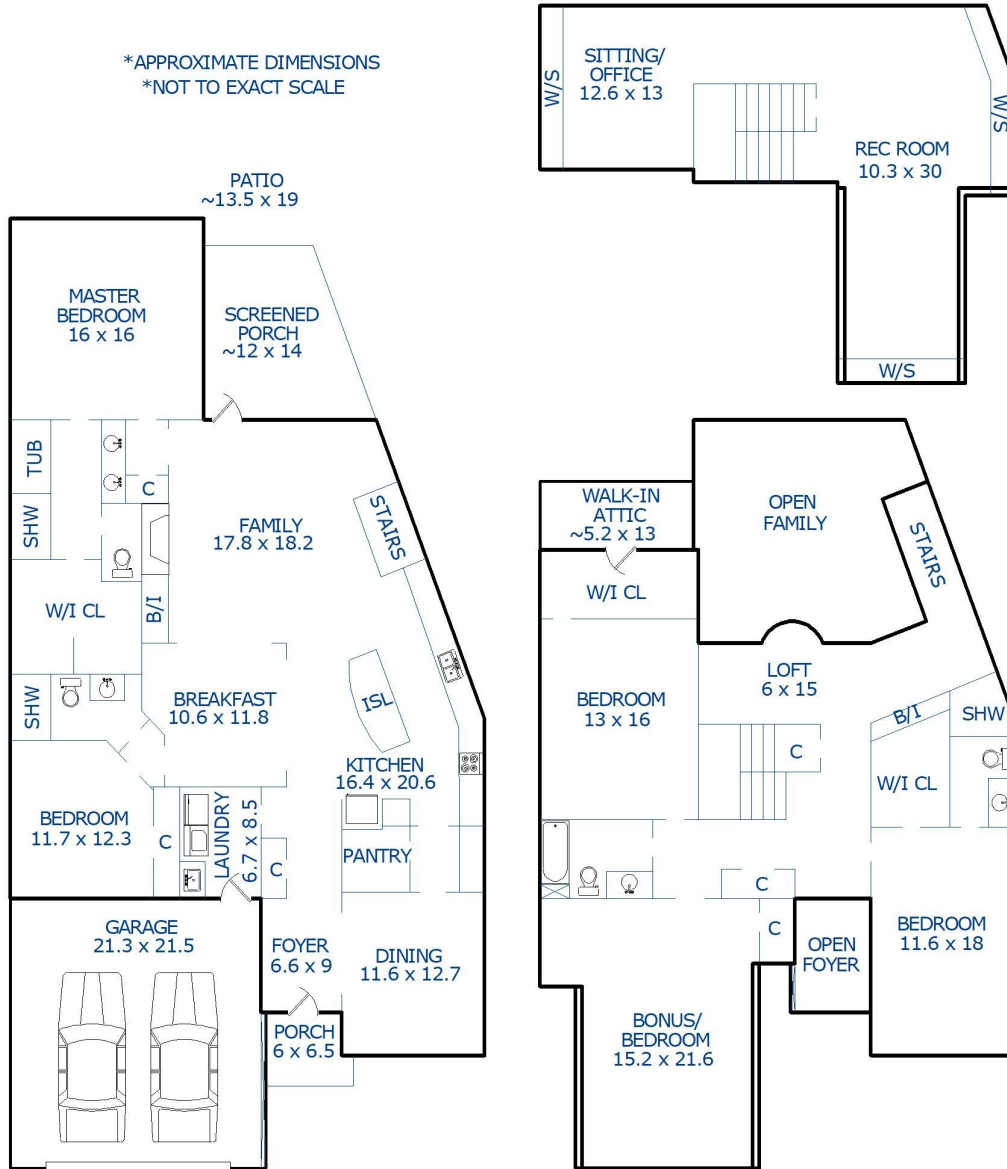 *APPROXIMATE DIMENSIONS
*NOT TO EXACT SCALE
PATIO
~13.5 x 19
MASTER
BEDROOM
16 x 16
SCREENED
PORCH
~12 x 14
TUB
C
SHW
FAMILY
17.8 x 18.2
STAIRS
W/I CL
B/I
SHW
BREAKFAST
10.6 x 11.8
ISL
KITCHEN
16.4 x 20.6
BEDROOM
11.7 x 12.3
C
LAUNDRY
6.7 x 8.5
C
PANTRY
GARAGE
21.3 x 21.5
FOYER
6.6 x 9
DINING
11.6 x 12.7
PORCH
6 x 6.5
W/S
SITTING/
OFFICE
12.6 x 13
W/S
REC ROOM
10.3 x 30
W/S
WALK-IN
ATTIC
~5.2 x 13
OPEN
FAMILY
STAIRS
W/I CL
BEDROOM
13 x 16
LOFT
6 x 15
B/I
SHW
C
W/I CL
C
C
OPEN
FOYER
BEDROOM
11.6 x 18
BONUS/
BEDROOM
15.2 x 21.6